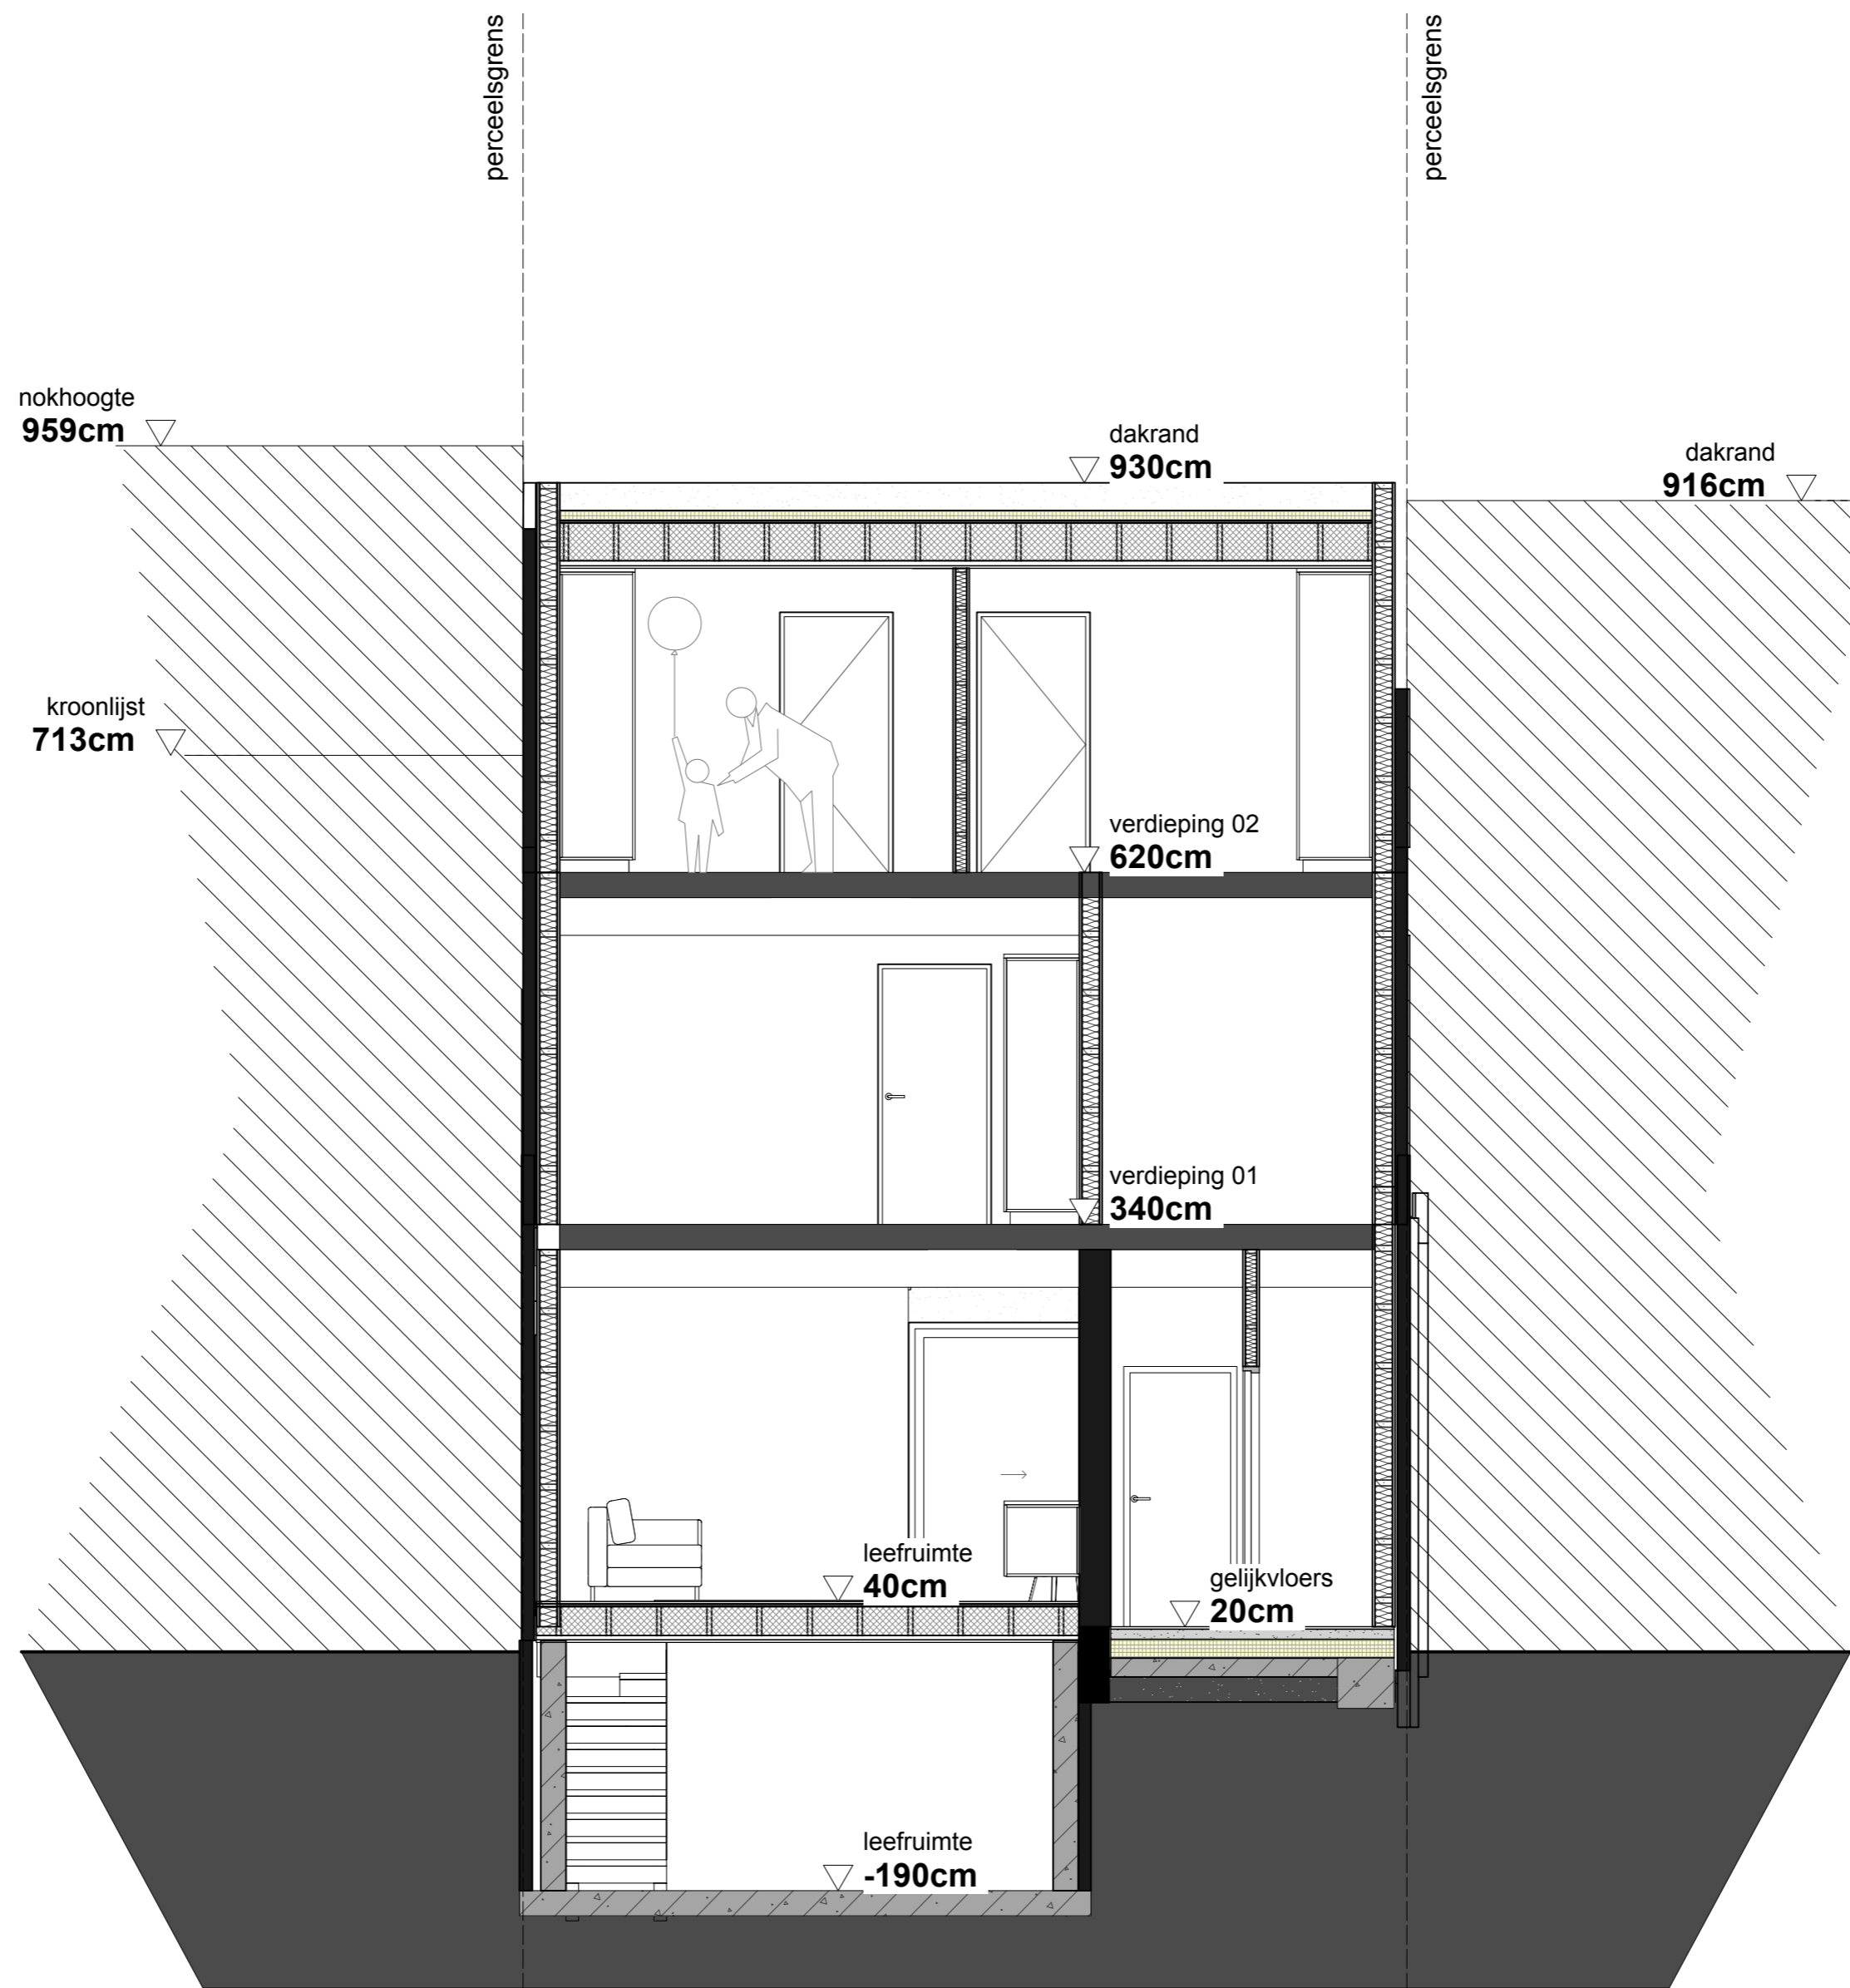 perceelsgrens
perceelsgrens
nokhoogte
959cm
dakrand
930cm
dakrand
916cm
kroonlijst
713cm
verdieping 02
620cm
verdieping 01
340cm
leefruimte
40cm
gelijkvloers
20cm
leefruimte
-190cm